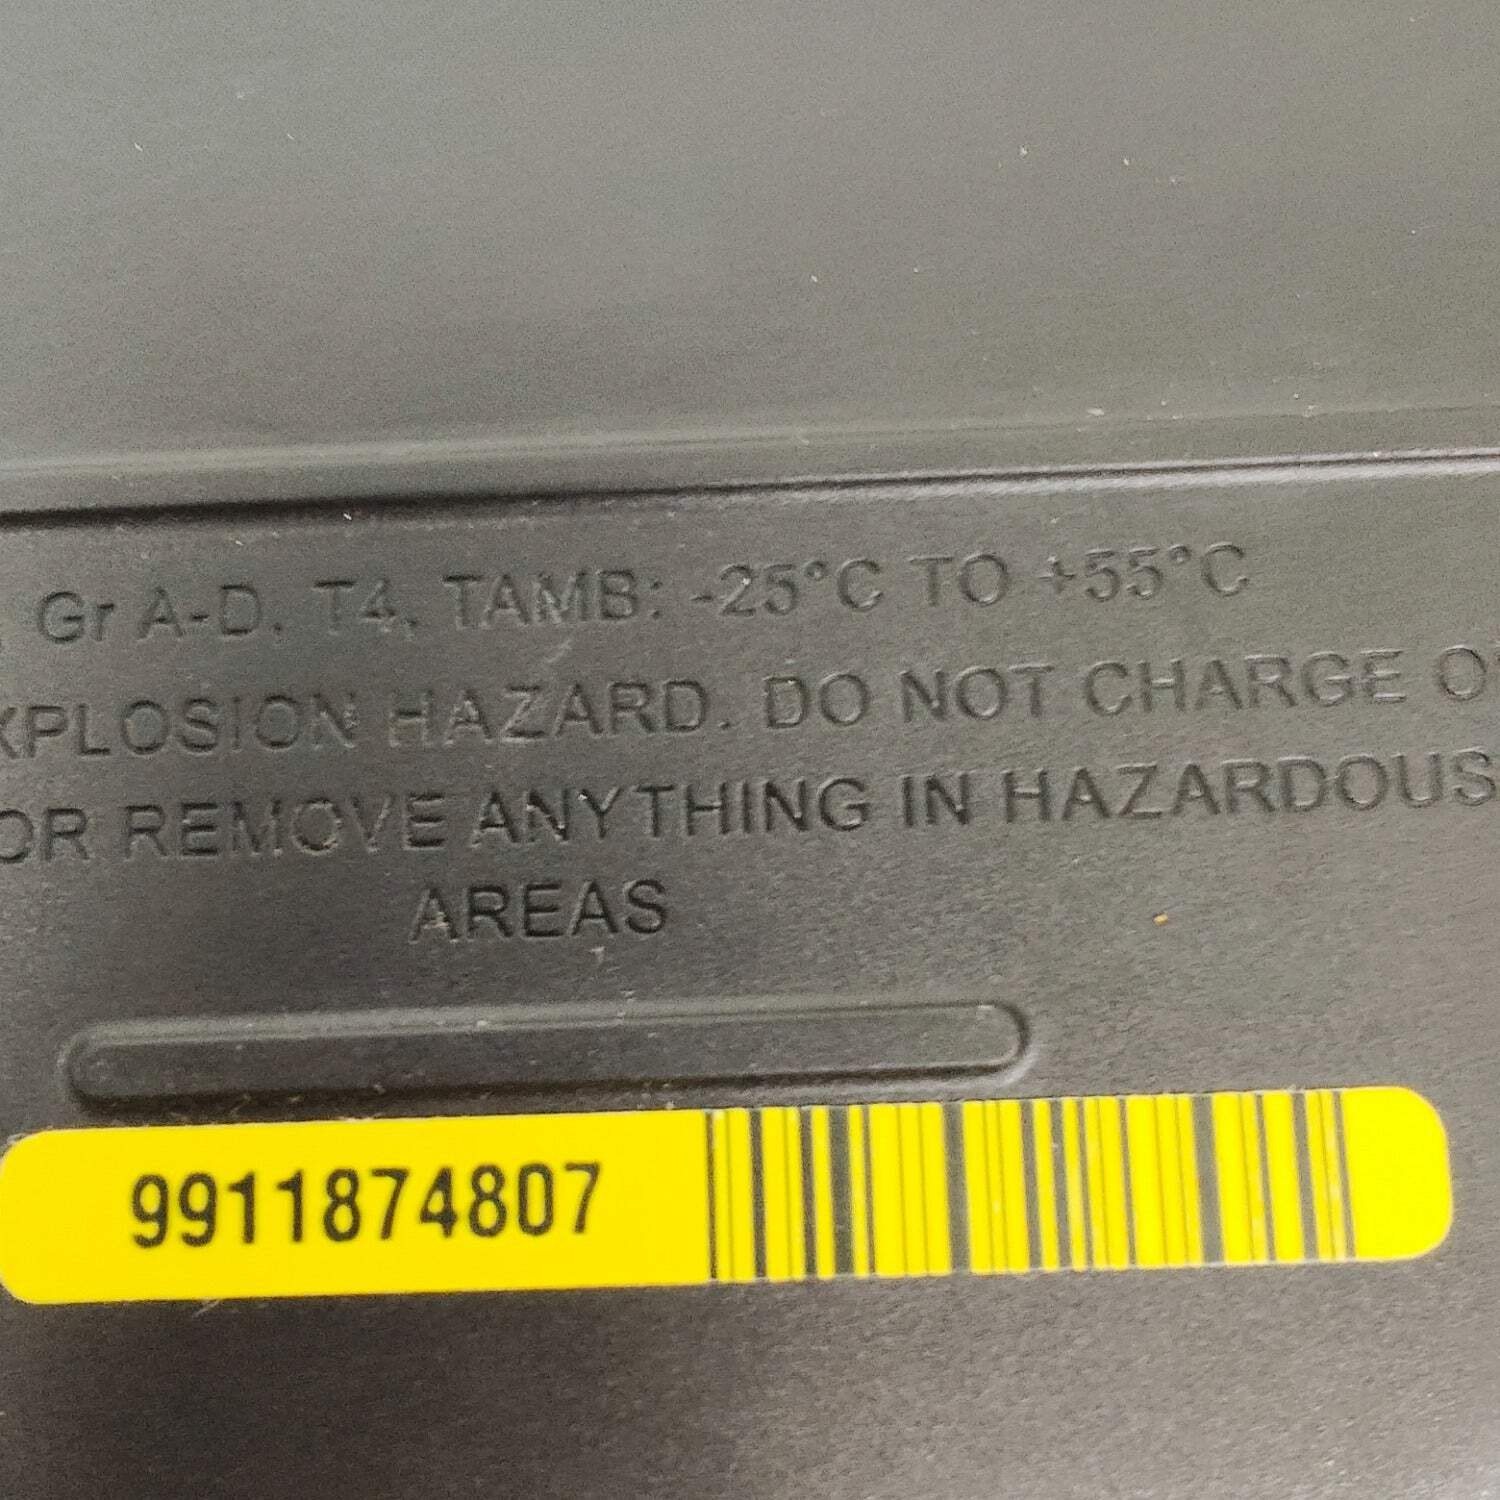 , Gr A-D, T4, TAMB: -25°C TO +55°C
XPLOSION HAZARD. DO NOT CHARGE O
OR REMOVE ANYTHING IN HAZARDOUS
AREAS
9911874807